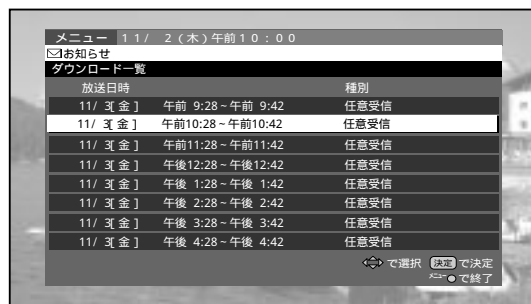 メニュー 11/ 2(木)午前10:00
お知らせ
ダウンロード一覧
放送日時 種別
11/ 3[金] 午前 9:28~午前 9:42 任意受信
11/ 3[金] 午前10:28~午前10:42 任意受信
11/ 3[金] 午前11:28~午前11:42 任意受信
11/ 3[金] 午後12:28~午後12:42 任意受信
11/ 3[金] 午後 1:28~午後 1:42 任意受信
11/ 3[金] 午後 2:28~午後 2:42 任意受信
11/ 3[金] 午後 3:28~午後 3:42 任意受信
11/ 3[金] 午後 4:28~午後 4:42 任意受信
で選択 決定 で決定
メニュー で終了